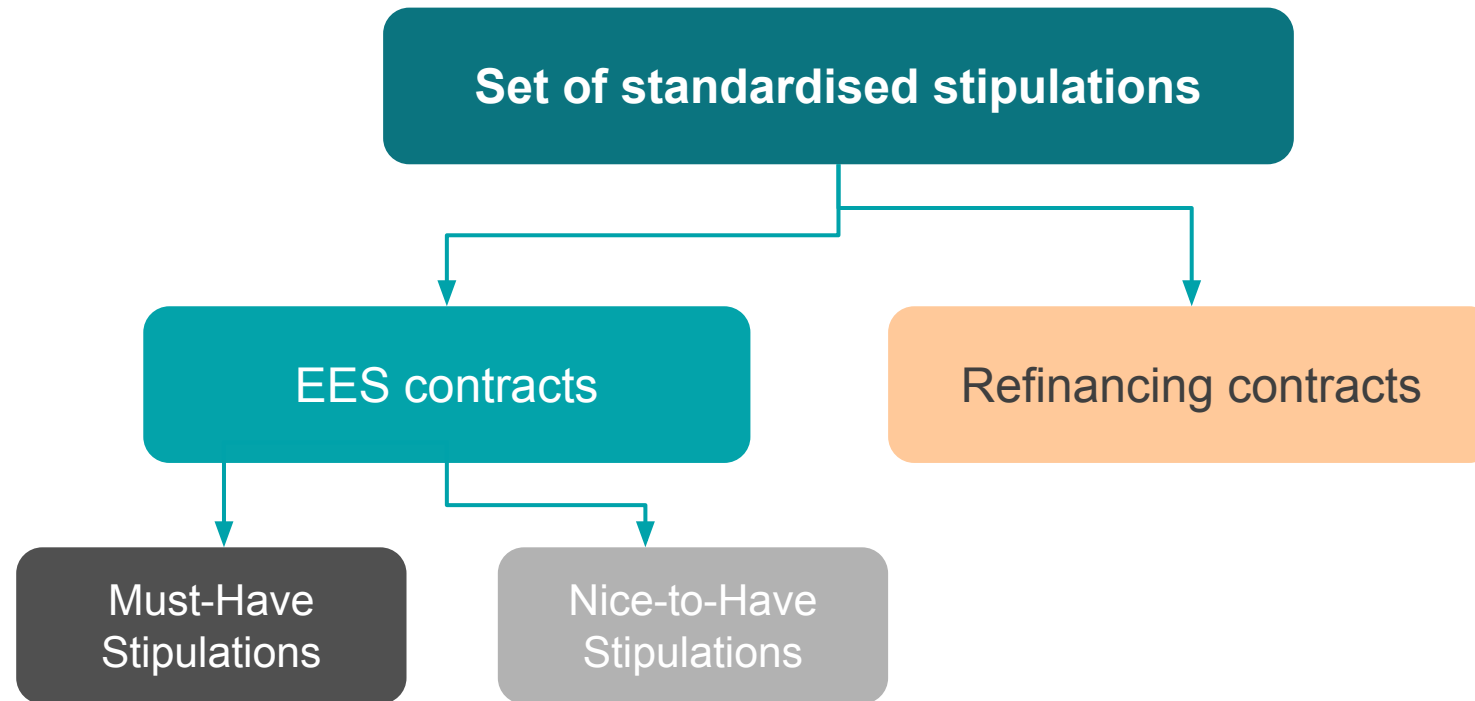 Set of standardised stipulations
EES contracts
Refinancing contracts
Must-Have
Stipulations
Nice-to-Have
Stipulations